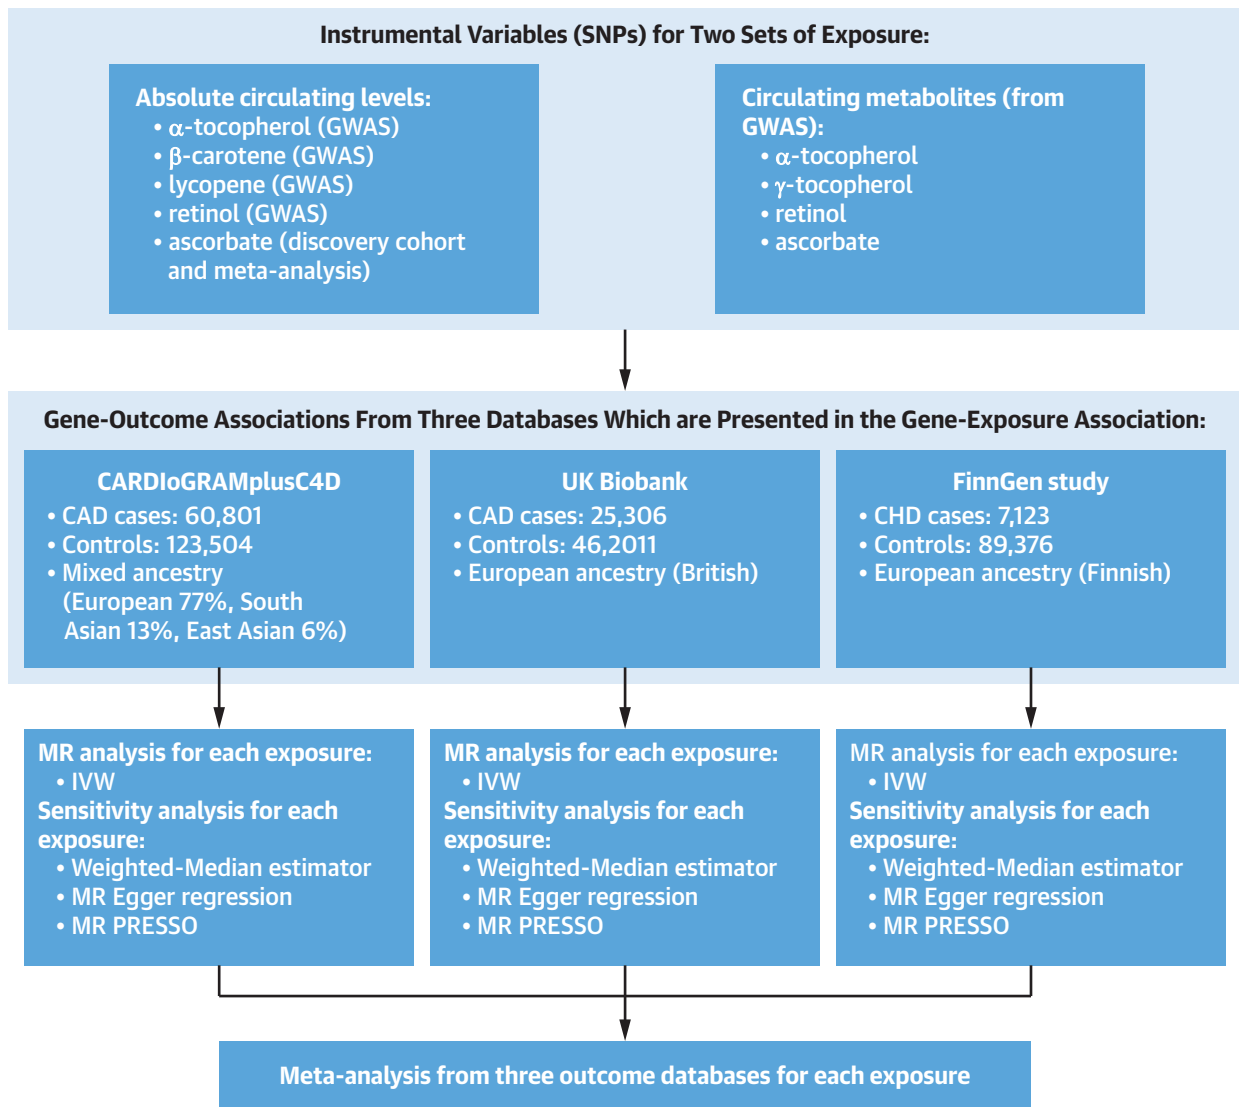 Instrumental Variables (SNPs) for Two Sets of Exposure:
Absolute circulating levels:
• α-tocopherol (GWAS)
• β-carotene (GWAS)
• lycopene (GWAS)
• retinol (GWAS)
• ascorbate (discovery cohort
and meta-analysis)
Circulating metabolites (from
GWAS):
• α-tocopherol
• γ-tocopherol
• retinol
• ascorbate
Gene-Outcome Associations From Three Databases Which are Presented in the Gene-Exposure Association:
CARDIoGRAMplusC4D
• CAD cases: 60,801
• Controls: 123,504
• Mixed ancestry
(European 77%, South
Asian 13%, East Asian 6%)
UK Biobank
• CAD cases: 25,306
• Controls: 46,2011
• European ancestry (British)
FinnGen study
• CHD cases: 7,123
• Controls: 89,376
• European ancestry (Finnish)
MR analysis for each exposure:
• IVW
Sensitivity analysis for each
exposure:
• Weighted-Median estimator
• MR Egger regression
• MR PRESSO
MR analysis for each exposure:
• IVW
Sensitivity analysis for each
exposure:
• Weighted-Median estimator
• MR Egger regression
• MR PRESSO
MR analysis for each exposure:
• IVW
Sensitivity analysis for each
exposure:
• Weighted-Median estimator
• MR Egger regression
• MR PRESSO
Meta-analysis from three outcome databases for each exposure